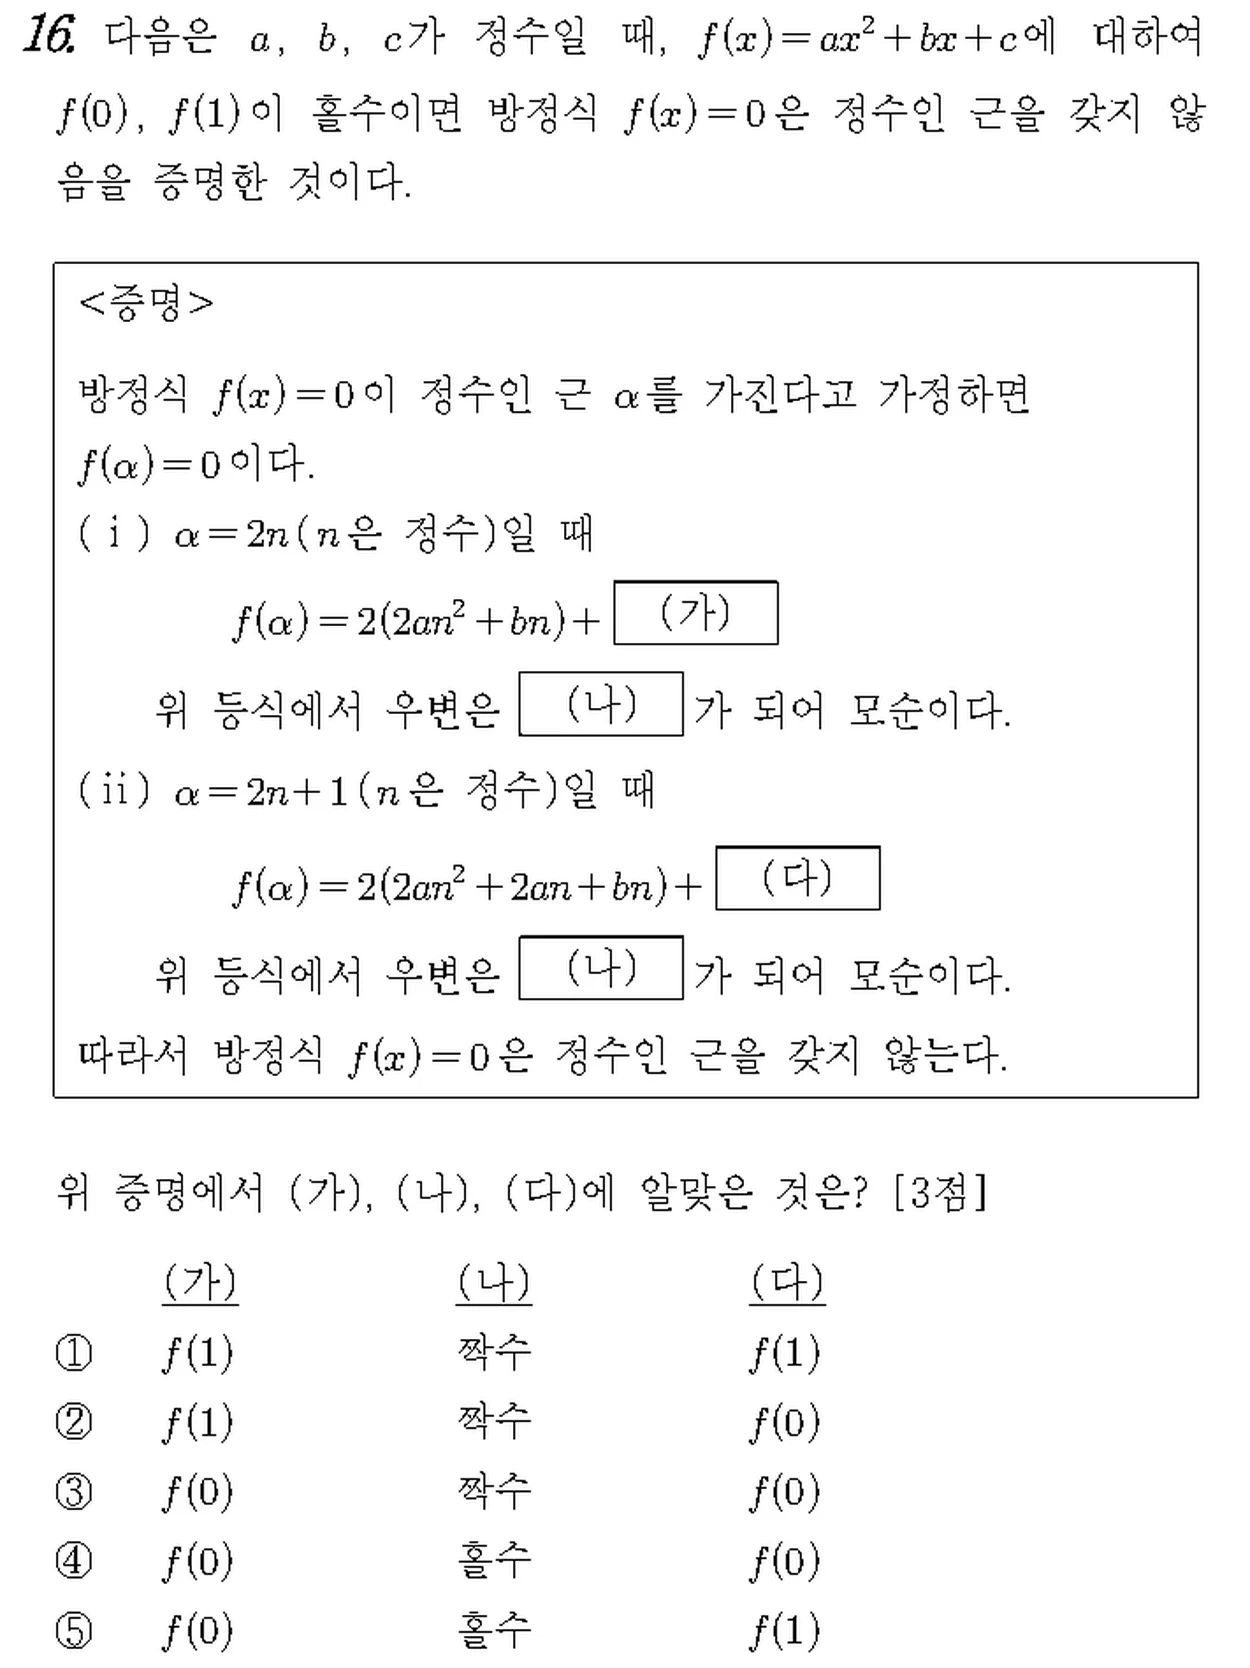 16. 다음은 a, b, c가 정수일 때, f(x)=ax²+bx+c에 대하여
f(0), f(1)이 홀수이면 방정식 f(x)=0은 정수인 근을 갖지 않
음을 증명한 것이다.
<증명>
방정식 f(x)=0이 정수인 근 α를 가진다고 가정하면
f(α)=0이다.
(ⅰ) α=2n(n은 정수)일 때
f(α)=2(2an²+bn)+ (가)
위 등식에서 우변은 (나) 가 되어 모순이다.
(ⅱ) α=2n+1(n은 정수)일 때
f(α)=2(2an²+2an+bn)+ (다)
위 등식에서 우변은 (나) 가 되어 모순이다.
따라서 방정식 f(x)=0은 정수인 근을 갖지 않는다.
위 증명에서 (가), (나), (다)에 알맞은 것은? [3점]
(가) (나) (다)
① f(1) 짝수 f(1)
② f(1) 짝수 f(0)
③ f(0) 짝수 f(0)
④ f(0) 홀수 f(0)
⑤ f(0) 홀수 f(1)